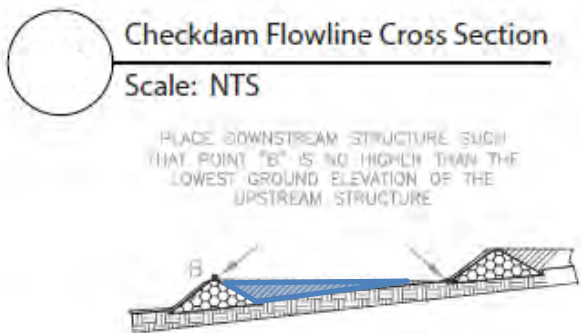 Checkdam Flowline Cross Section
Scale: NTS
PLACE DOWNSTREAM STRUCTURE SUCH
THAT POINT "B" IS NO HIGHER THAN THE
LOWEST GROUND ELEVATION OF THE
UPSTREAM STRUCTURE
B